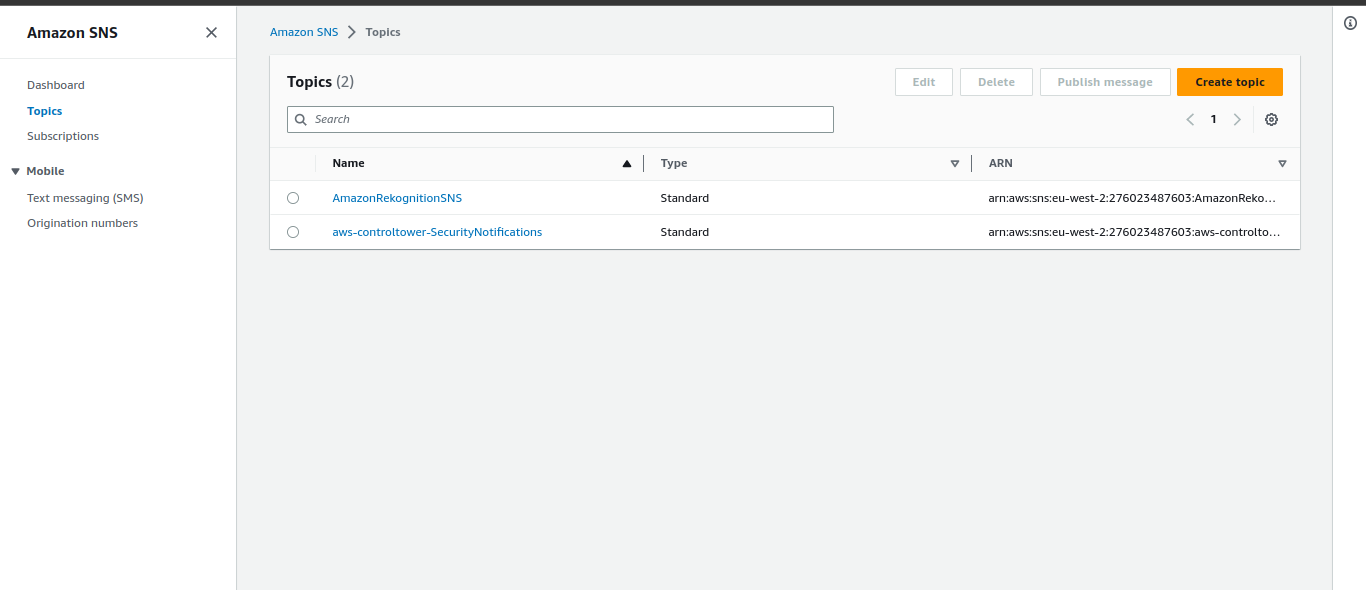 Amazon SNS
Dashboard
Topics
Subscriptions
Mobile
Text messaging (SMS)
Origination numbers
Amazon SNS Topics
Topics (2)
Edit Delete Publish message Create topic
Search
1
Name Type ARN
AmazonRekognitionSNS Standard arn:aws:sns:eu-west-2:276023487603:AmazonReko...
aws-controltower-SecurityNotifications Standard arn:aws:sns:eu-west-2:276023487603:aws-controlto...